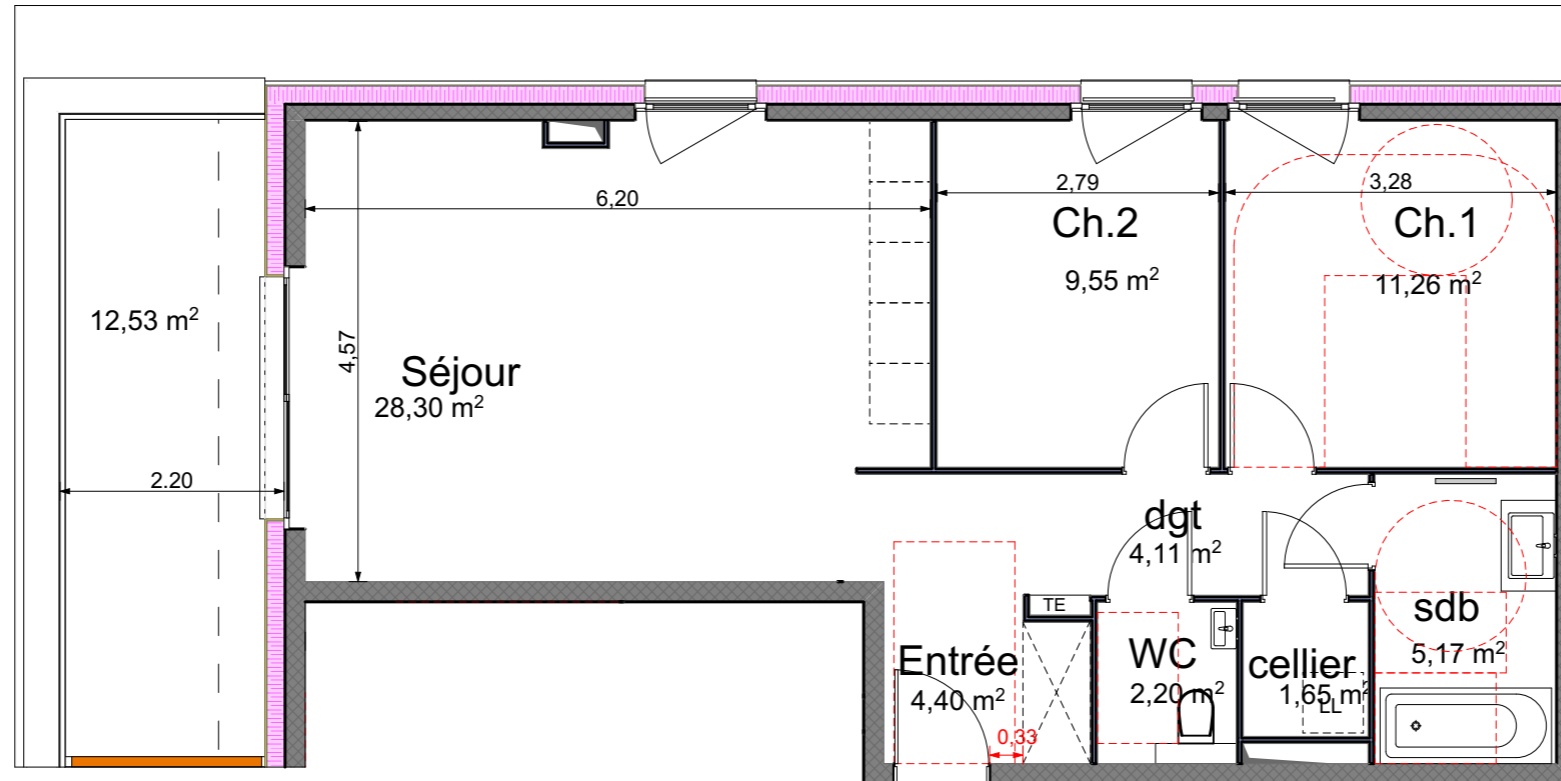 6,20
2,79
3,28
Ch.2
9,55 m²
Ch.1
11,26 m²
12,53 m²
4,57
Séjour
28,30 m²
2.20
dgt
4,11 m²
TE
Entrée
4,40 m²
0,33
WC
2,20 m²
cellier
1,65 m²
LL
sdb
5,17 m²